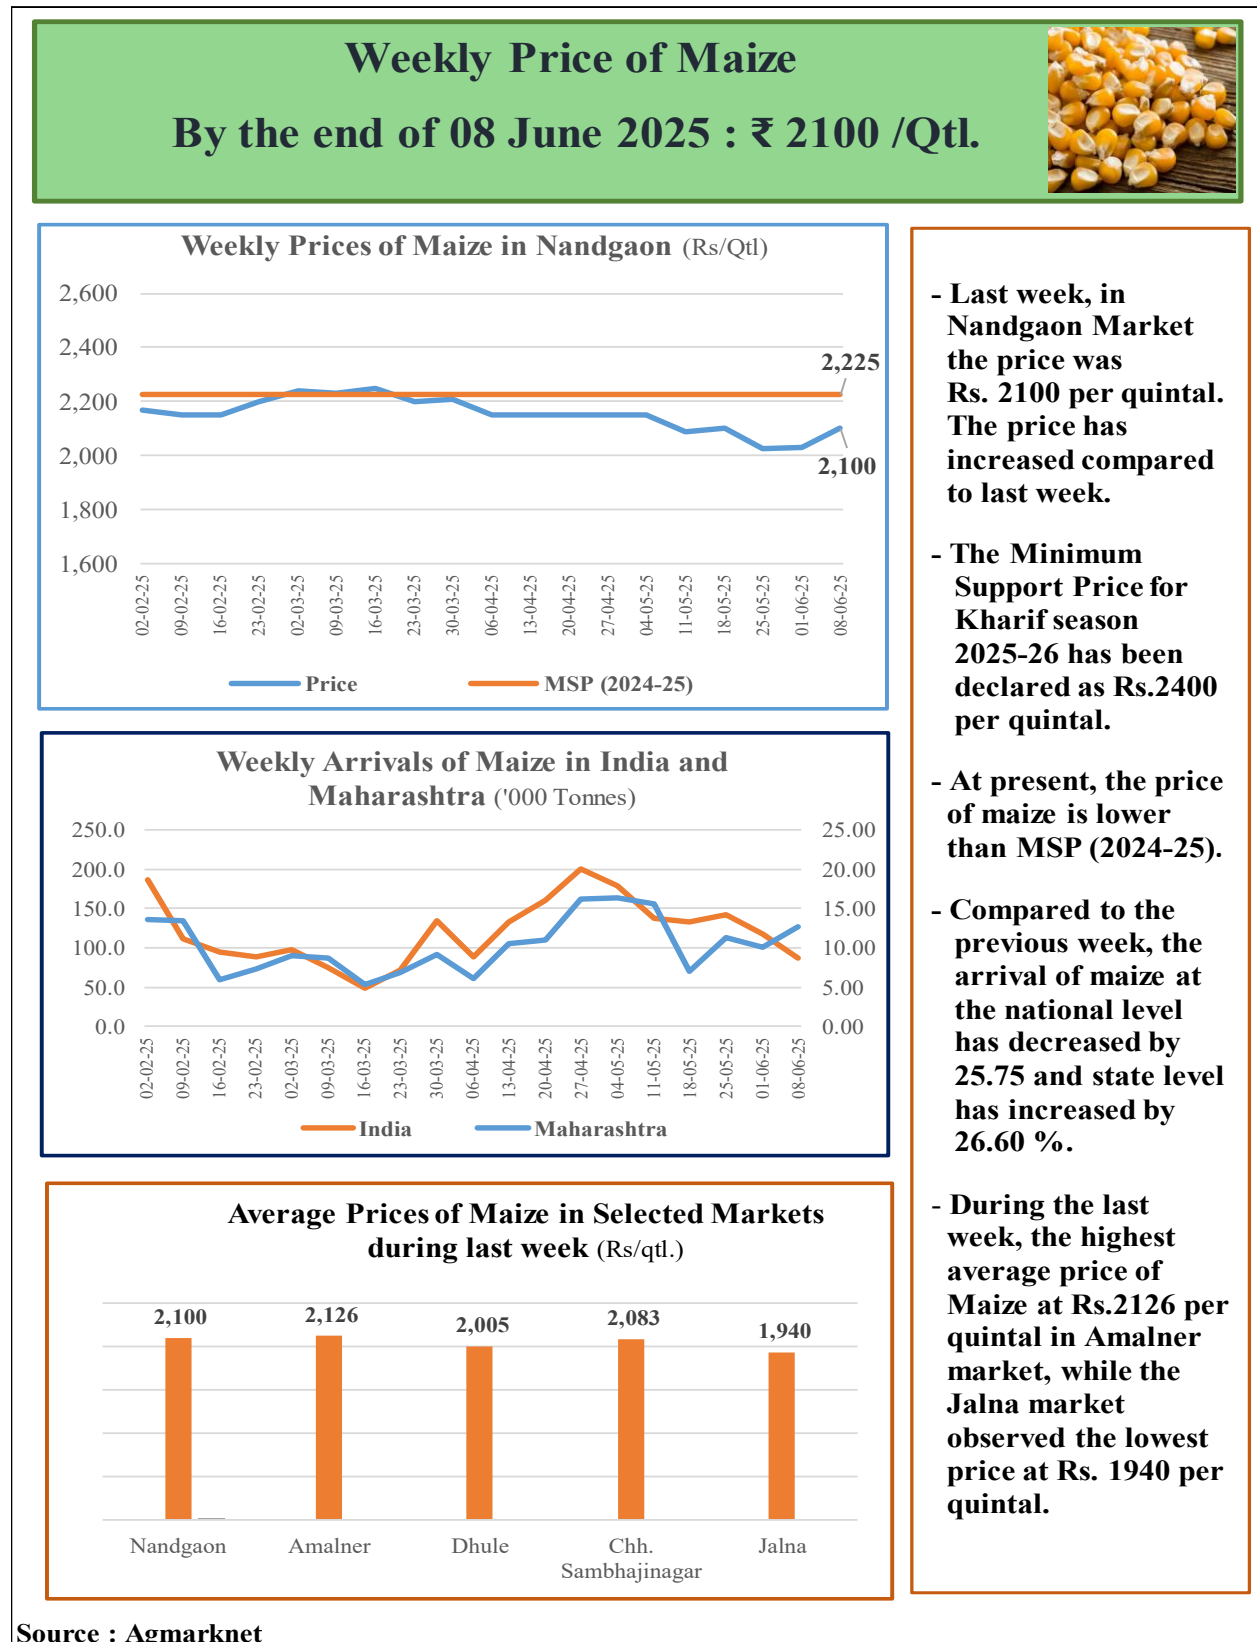 Weekly Price of Maize
By the end of 08 June 2025 : ₹ 2100 /Qtl.
Weekly Prices of Maize in Nandgaon (Rs/Qtl)
2,600
2,400
2,200
2,000
1,800
1,600
2,225
2,100
02-02-25
09-02-25
16-02-25
23-02-25
02-03-25
09-03-25
16-03-25
23-03-25
30-03-25
06-04-25
13-04-25
20-04-25
27-04-25
04-05-25
11-05-25
18-05-25
25-05-25
01-06-25
08-06-25
Price
MSP (2024-25)
Weekly Arrivals of Maize in India and
Maharashtra ('000 Tonnes)
250.0
200.0
150.0
100.0
50.0
0.0
25.00
20.00
15.00
10.00
5.00
0.00
02-02-25
09-02-25
16-02-25
23-02-25
02-03-25
09-03-25
16-03-25
23-03-25
30-03-25
06-04-25
13-04-25
20-04-25
27-04-25
04-05-25
11-05-25
18-05-25
25-05-25
01-06-25
08-06-25
India
Maharashtra
Average Prices of Maize in Selected Markets
during last week (Rs/qtl.)
2,100
2,126
2,005
2,083
1,940
Nandgaon
Amalner
Dhule
Chh.
Sambhajinagar
Jalna
- Last week, in
Nandgaon Market
the price was
Rs. 2100 per quintal.
The price has
increased compared
to last week.
- The Minimum
Support Price for
Kharif season
2025-26 has been
declared as Rs.2400
per quintal.
- At present, the price
of maize is lower
than MSP (2024-25).
- Compared to the
previous week, the
arrival of maize at
the national level
has decreased by
25.75 and state level
has increased by
26.60 %.
- During the last
week, the highest
average price of
Maize at Rs.2126 per
quintal in Amalner
market, while the
Jalna market
observed the lowest
price at Rs. 1940 per
quintal.
Source : Agmarknet